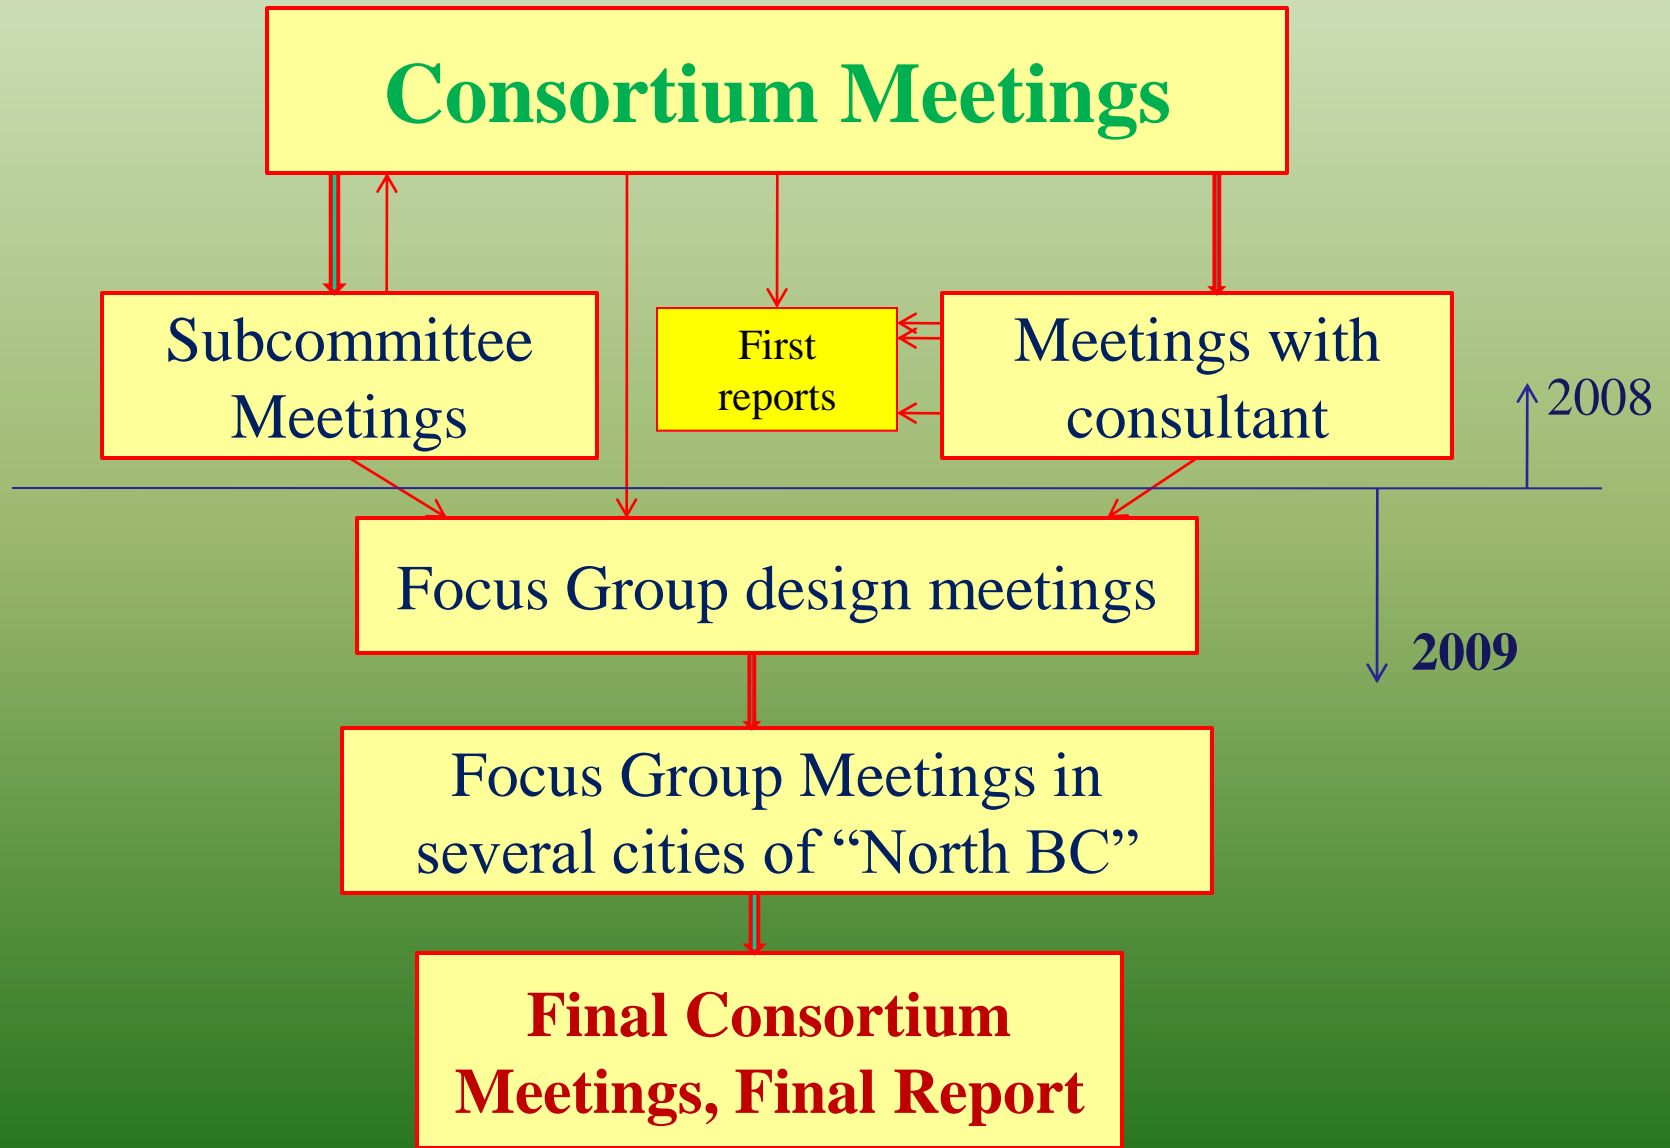 Consortium Meetings
Subcommittee
Meetings
First
reports
Meetings with
consultant
2008
Focus Group design meetings
2009
Focus Group Meetings in
several cities of “North BC”
Final Consortium
Meetings, Final Report